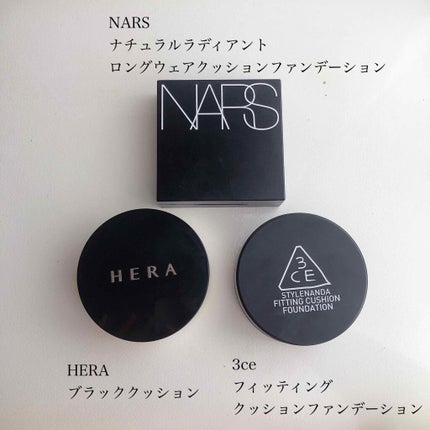 NARS
ナチュラルラディアント
ロングウェアクッションファンデーション
NARS
HERA
3
CE
STYLENANDA
FITTING CUSHION
FOUNDATION
HERA
ブラッククッション
3ce
フィッティング
クッションファンデーション